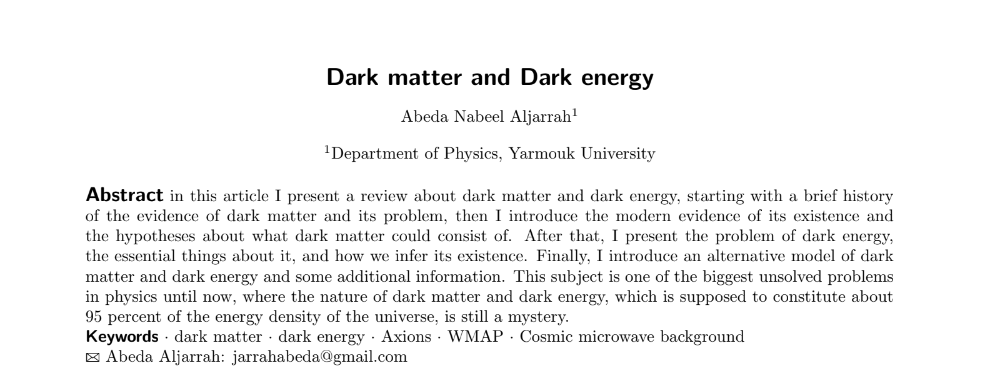 Dark matter and Dark energy
Abeda Nabeel Aljarrah¹
¹Department of Physics, Yarmouk University
Abstract in this article I present a review about dark matter and dark energy, starting with a brief history
of the evidence of dark matter and its problem, then I introduce the modern evidence of its existence and
the hypotheses about what dark matter could consist of. After that, I present the problem of dark energy,
the essential things about it, and how we infer its existence. Finally, I introduce an alternative model of dark
matter and dark energy and some additional information. This subject is one of the biggest unsolved problems
in physics until now, where the nature of dark matter and dark energy, which is supposed to constitute about
95 percent of the energy density of the universe, is still a mystery.
Keywords · dark matter · dark energy · Axions · WMAP · Cosmic microwave background
✉ Abeda Aljarrah: jarrahabeda@gmail.com